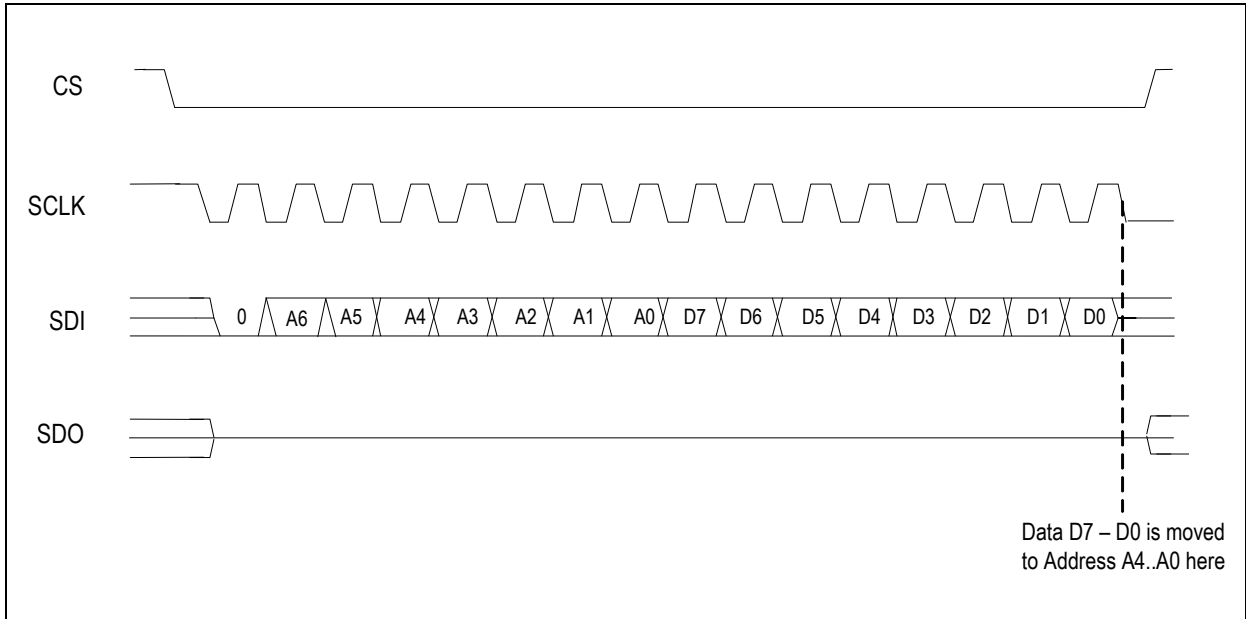 CS
SCLK
SDI
0 A6 A5 A4 A3 A2 A1 A0 D7 D6 D5 D4 D3 D2 D1 D0
SDO
Data D7 – D0 is moved
to Address A4..A0 here